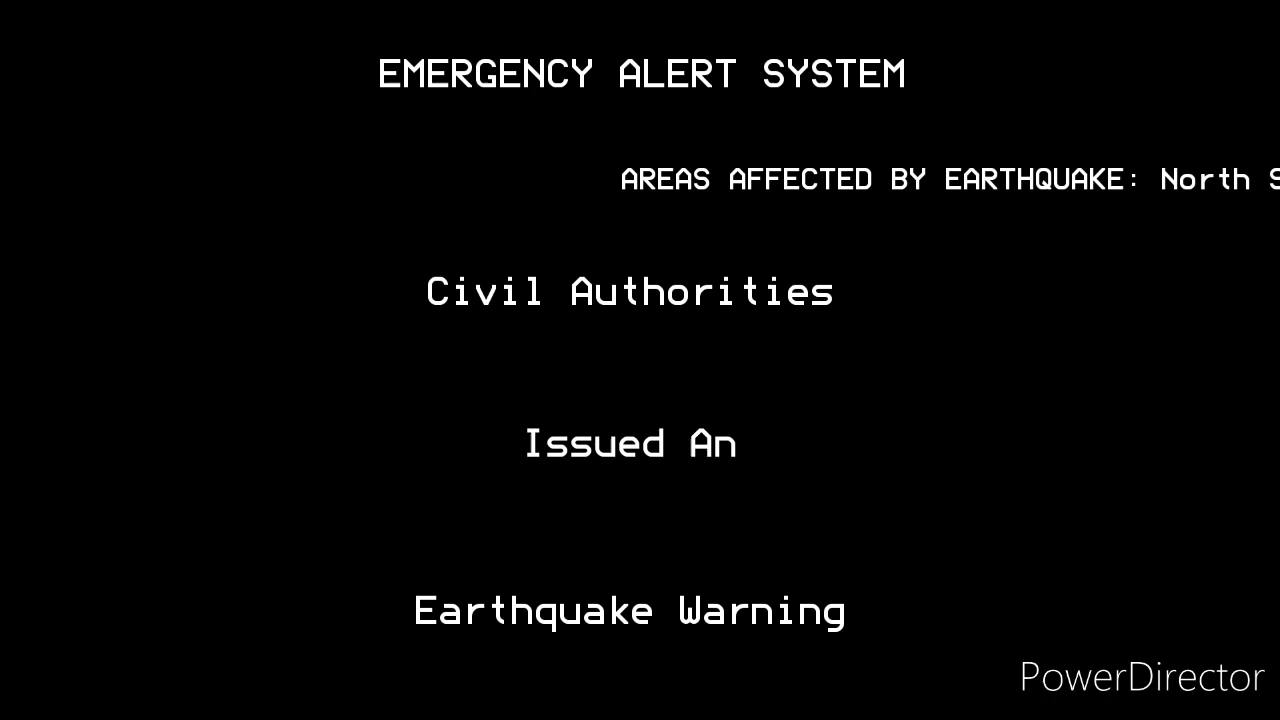 EMERGENCY ALERT SYSTEM
AREAS AFFECTED BY EARTHQUAKE: North
Civil Authorities
Issued An
Earthquake Warning
PowerDirector